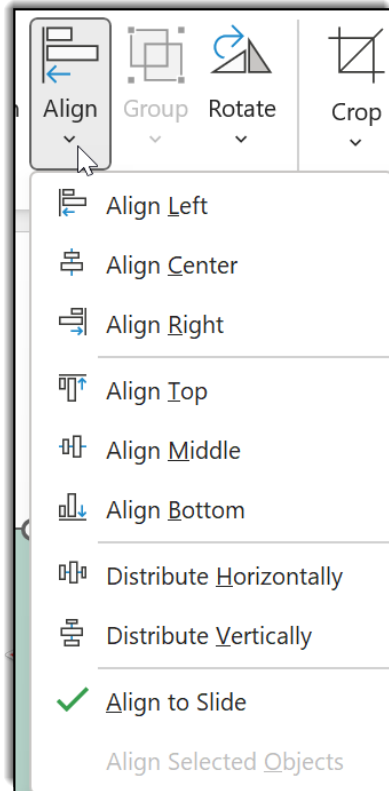 Align Group Rotate Crop
Align Left
Align Center
Align Right
Align Top
Align Middle
Align Bottom
Distribute Horizontally
Distribute Vertically
Align to Slide
Align Selected Objects